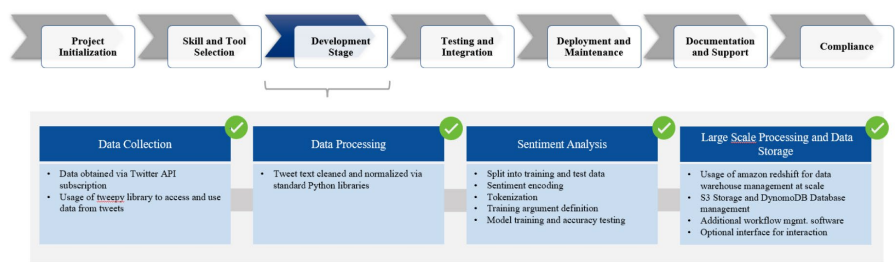 Project
Initialization
Skill and Tool
Selection
Development
Stage
Testing and
Integration
Deployment and
Maintenance
Documentation
and Support
Compliance
Data Collection
• Data obtained via Twitter API
subscription
• Usage of tweepy library to access and use
data from tweets
Data Processing
• Tweet text cleaned and normalized via
standard Python libraries
Sentiment Analysis
• Split into training and test data
• Sentiment encoding
• Tokenization
• Training argument definition
• Model training and accuracy testing
Large Scale Processing and Data
Storage
• Usage of amazon redshift for data
warehouse management at scale
• S3 Storage and DynomoDB Database
management
• Additional workflow mgmt. software
• Optional interface for interaction